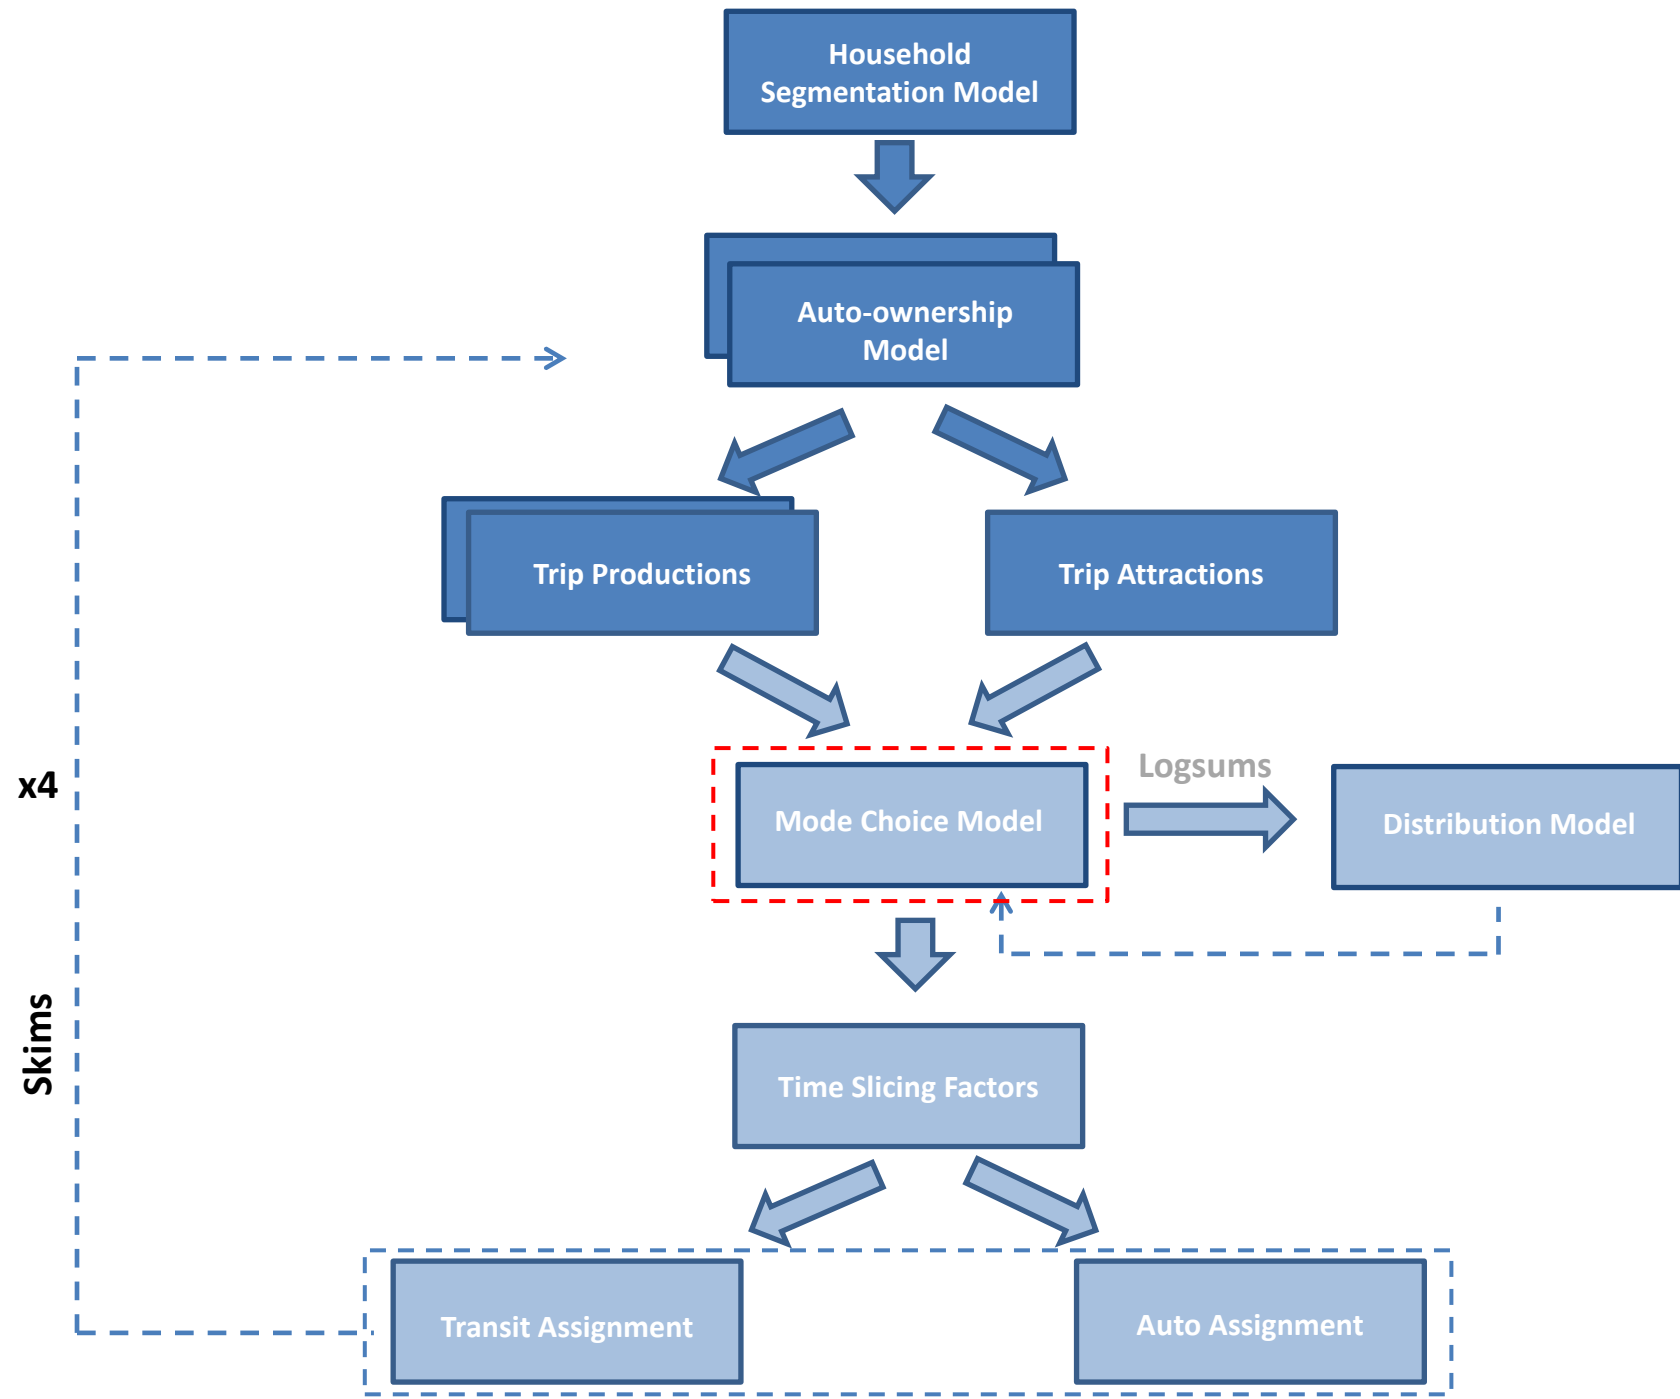 Household
Segmentation Model
Auto-ownership
Model
Trip Productions
Trip Attractions
Logsums
x4
Mode Choice Model
Distribution Model
Skims
Time Slicing Factors
Transit Assignment
Auto Assignment